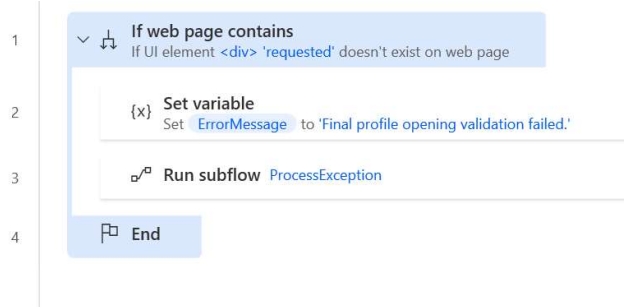 1
If web page contains
If UI element <div> 'requested' doesn't exist on web page
2
{x}
Set variable
Set ErrorMessage to 'Final profile opening validation failed.'
3
Run subflow ProcessException
4
End